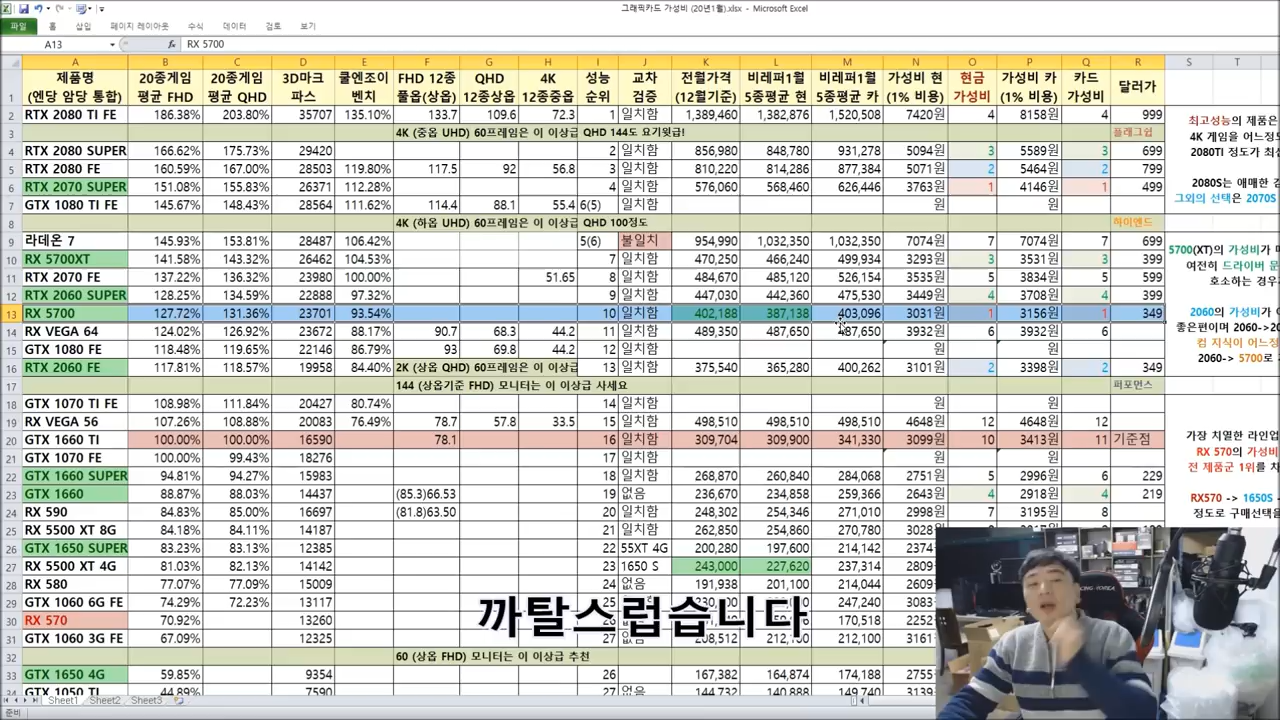 그래픽카드 가성비 (20년1월).xlsx - Microsoft Excel
파일 홈 삽입 페이지 레이아웃 수식 데이터 검토 보기
A13 fx RX 5700
A B C D E F G H I J K L M N O P Q R S T U
1 제품명 (엔당 암당 통합) 20종게임 평균 FHD 20종게임 평균 QHD 3D마크 파스 쿨엔조이 벤치 FHD 12종 풀옵(상옵) QHD 12종상옵 4K 12종중옵 성능 순위 교차 검증 전월가격 (12월기준) 비레퍼1월 5종평균 현 비레퍼1월 5종평균 카 가성비 현 (1% 비용) 현금 가성비 가성비 카 (1% 비용) 카드 가성비 달러가
2 RTX 2080 TI FE 186.38% 203.80% 35707 135.10% 133.7 109.6 72.3 1 일치함 1,389,460 1,382,876 1,520,508 7420원 4 8158원 4 999
3 4K (중옵 UHD) 60프레임은 이 이상급 QHD 144도 요기윗급! 플래그쉽
4 RTX 2080 SUPER 166.62% 175.73% 29420 2 일치함 856,980 848,780 931,278 5094원 3 5589원 3 699
5 RTX 2080 FE 160.59% 167.00% 28503 119.80% 117.5 92 56.8 3 일치함 810,220 814,286 877,384 5071원 2 5464원 2 799
6 RTX 2070 SUPER 151.08% 155.83% 26371 112.28% 4 일치함 576,060 568,460 626,446 3763원 1 4146원 1 499
7 GTX 1080 TI FE 145.67% 148.43% 28564 111.62% 114.4 88.1 55.4 6(5) 일치함 원 원
8 4K (하옵 UHD) 60프레임은 이 이상급 QHD 100정도 하이엔드
9 라데온 7 145.93% 153.81% 28487 106.42% 5(6) 불일치 954,990 1,032,350 1,032,350 7074원 7 7074원 7 699
10 RX 5700XT 141.58% 144.32% 26462 104.53% 7 일치함 470,250 466,240 499,934 3293원 3 3531원 3 399
11 RTX 2070 FE 137.22% 136.32% 23980 100.00% 51.65 8 일치함 484,670 485,120 526,154 3535원 5 3834원 5 599
12 RTX 2060 SUPER 128.25% 134.59% 22888 97.32% 9 일치함 447,030 442,360 475,530 3449원 4 3708원 4 399
13 RX 5700 127.72% 131.36% 23701 93.54% 10 일치함 402,188 387,138 403,096 3031원 1 3156원 1 349
14 RX VEGA 64 124.02% 126.92% 23672 88.17% 90.7 68.3 44.2 11 일치함 489,350 487,650 487,650 3932원 6 3932원 6
15 GTX 1080 FE 118.48% 119.65% 22146 86.79% 93 69.8 44.2 12 일치함 원 원
16 RTX 2060 FE 117.81% 118.57% 19958 84.40% 2K (상옵 QHD) 60프레임은 이 이상급 13 일치함 375,540 365,280 400,262 3101원 2 3398원 2 349
17 144 (상옵기준 FHD) 모니터는 이 이상급 사세요 퍼포먼스
18 GTX 1070 TI FE 108.98% 111.84% 20427 80.74% 14 일치함 원 원
19 RX VEGA 56 107.26% 108.88% 20083 76.49% 78.7 57.8 33.5 15 일치함 498,510 498,510 498,510 4648원 12 4648원 12
20 GTX 1660 TI 100.00% 100.00% 16590 78.1 16 일치함 309,704 309,900 341,330 3099원 10 3413원 11 기준점
21 GTX 1070 FE 100.00% 99.43% 18276 17 일치함 원 원
22 GTX 1660 SUPER 94.81% 94.27% 15983 18 일치함 268,870 260,840 284,068 2751원 5 2996원 6 229
23 GTX 1660 88.87% 88.03% 14437 (85.3)66.53 19 없음 236,670 234,858 259,363 2643원 4 2918원 4 219
24 RX 590 84.83% 85.00% 16697 (81.8)63.50 20 없음 248,302 254,346 271,010 2998원 7 3195원 8
25 RX 5500 XT 8G 84.18% 84.11% 14187 21 없음 262,850 254,860 270,780 3028
26 GTX 1650 SUPER 83.23% 83.13% 12385 22 55XT 4G 200,280 197,600 214,142 2374
27 RX 5500 XT 4G 81.03% 82.13% 14142 23 1650 S 243,000 227,620 237,314 2809
28 RX 580 77.07% 77.09% 15009 24 없음 191,938 201,100 214,044 2609
29 GTX 1060 6G FE 74.29% 72.23% 13117 247,240 3083
30 RX 570 70.92% 13260 170,518 2252
31 GTX 1060 3G FE 67.09% 12325 212,100 212,100 3161
32 60 (상옵 FHD) 모니터는 이 이상급 추천
33 GTX 1650 4G 59.85% 9354 26 없음 167,382 164,874 174,188 2755
34 GTX 1050 TI 44.89% 7590 27 없음 144,732 140,888 149,740 3139
최고성능의 제품은
4K 게임을 어느정
2080TI 정도가 최선
2080S는 애매한
그외의 선택은 2070S
5700(XT)의 가성비가
여전히 드라이버 문
호소하는 경우
2060의 가성비가
좋은편이며 2060->20
컴 지식이 어느정
2060-> 5700로
가장 치열한 라인업
RX 570의 가성비
전 제품군 1위를 차
RX570 -> 1650S
정도로 구매선택을
까탈스럽습니다
Sheet1 Sheet2 Sheet3
준비